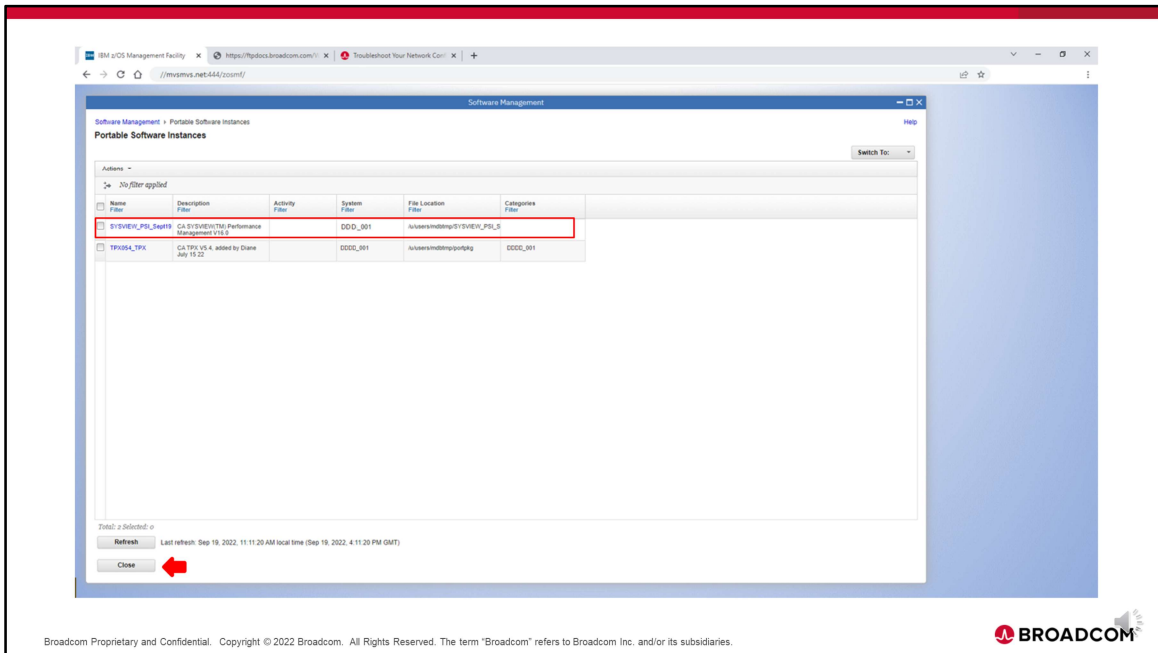 IBM z/OS Management Facility
https://ftpdocs.broadcom.com/
Troubleshoot Your Network Con
//mvsmvs.net:444/zosmf/
Software Management
Software Management › Portable Software Instances
Help
Portable Software Instances
Switch To:
Actions
No filter applied
Name Description Activity System File Location Categories
Filter Filter Filter Filter Filter Filter
SYSVIEW_PSI_Sept19 CA SYSVIEW(TM) Performance DDD_001 /u/users/mdbtmp/SYSVIEW_PSI_S
Management V16.0
TPX054_TPX CA TPX V5.4, added by Diane DDDD_001 /u/users/mdbtmp/portpkg DDDD_001
July 15 22
Total: 2 Selected: 0
Refresh Last refresh: Sep 19, 2022, 11:11:20 AM local time (Sep 19, 2022, 4:11:20 PM GMT)
Close
Broadcom Proprietary and Confidential. Copyright © 2022 Broadcom. All Rights Reserved. The term “Broadcom” refers to Broadcom Inc. and/or its subsidiaries.
BROADCOM